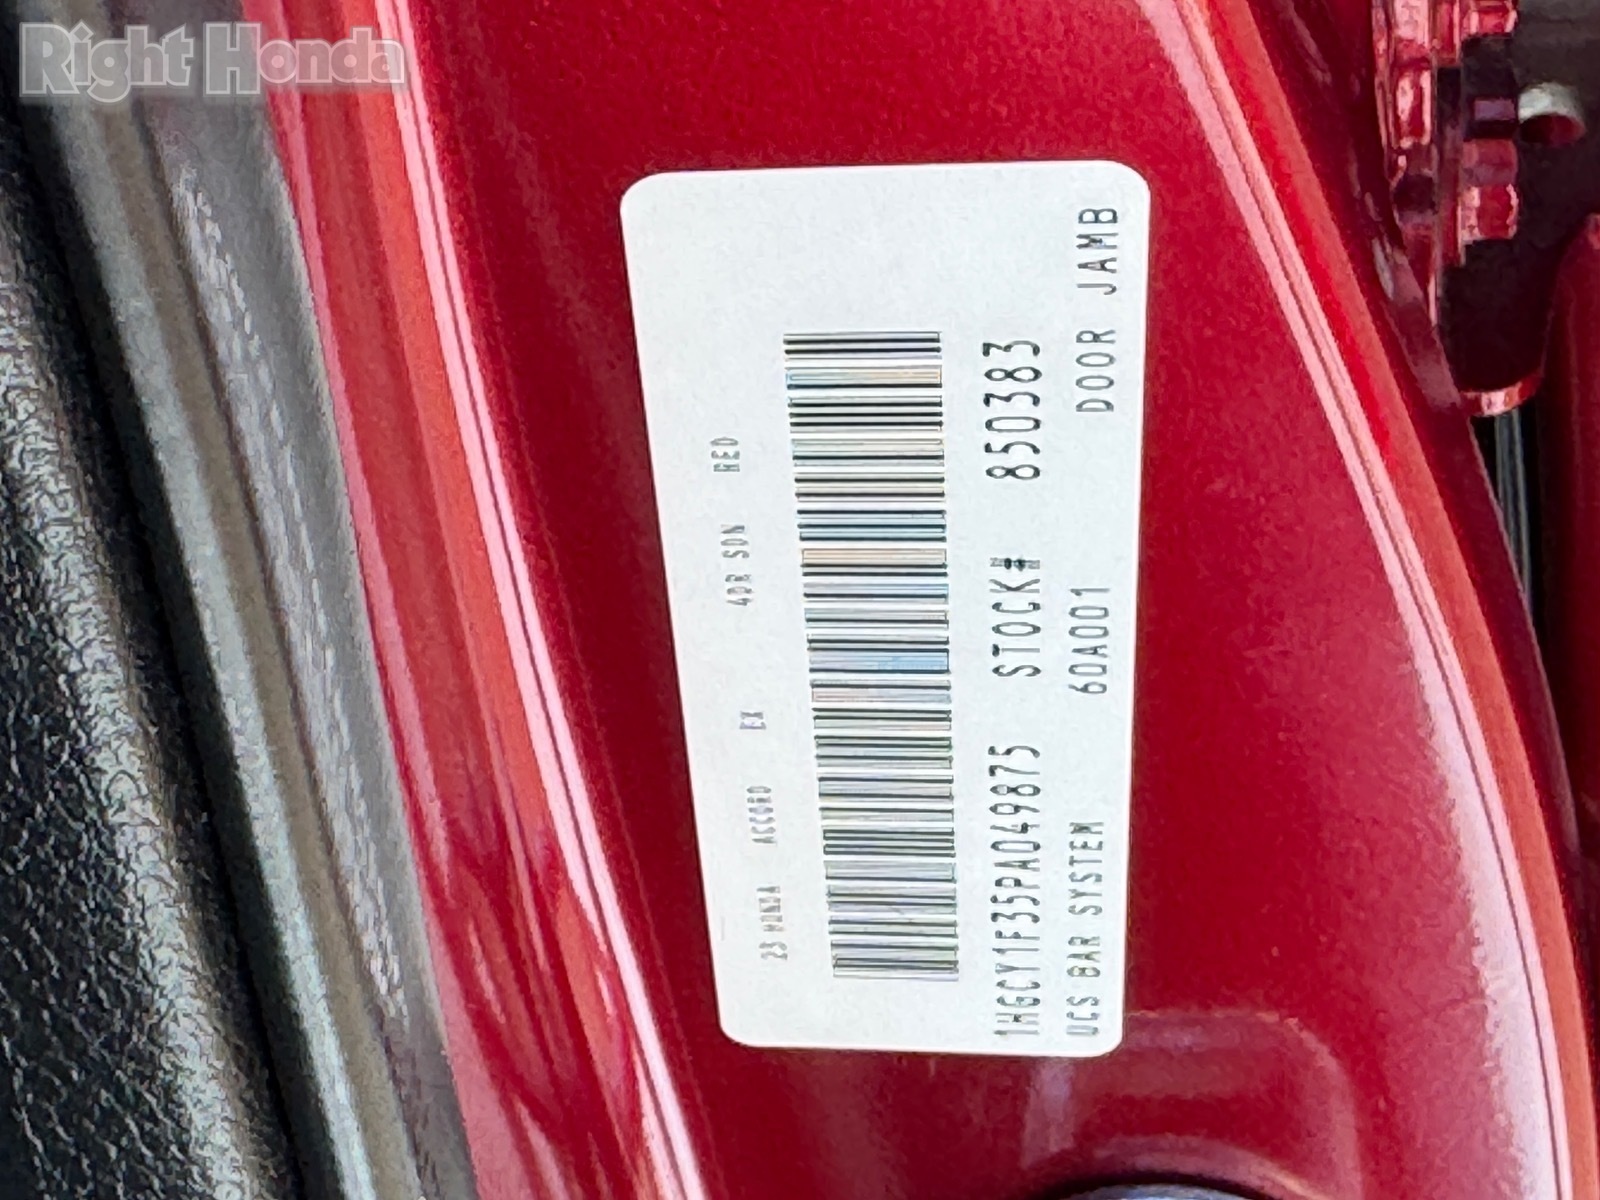 Right Honda
23 HONDA ACCORD EX 4DR SDN RED
1HGCY1F35PA049875 STOCK# 850383
UCS BAR SYSTEM 60A001 DOOR JAMB